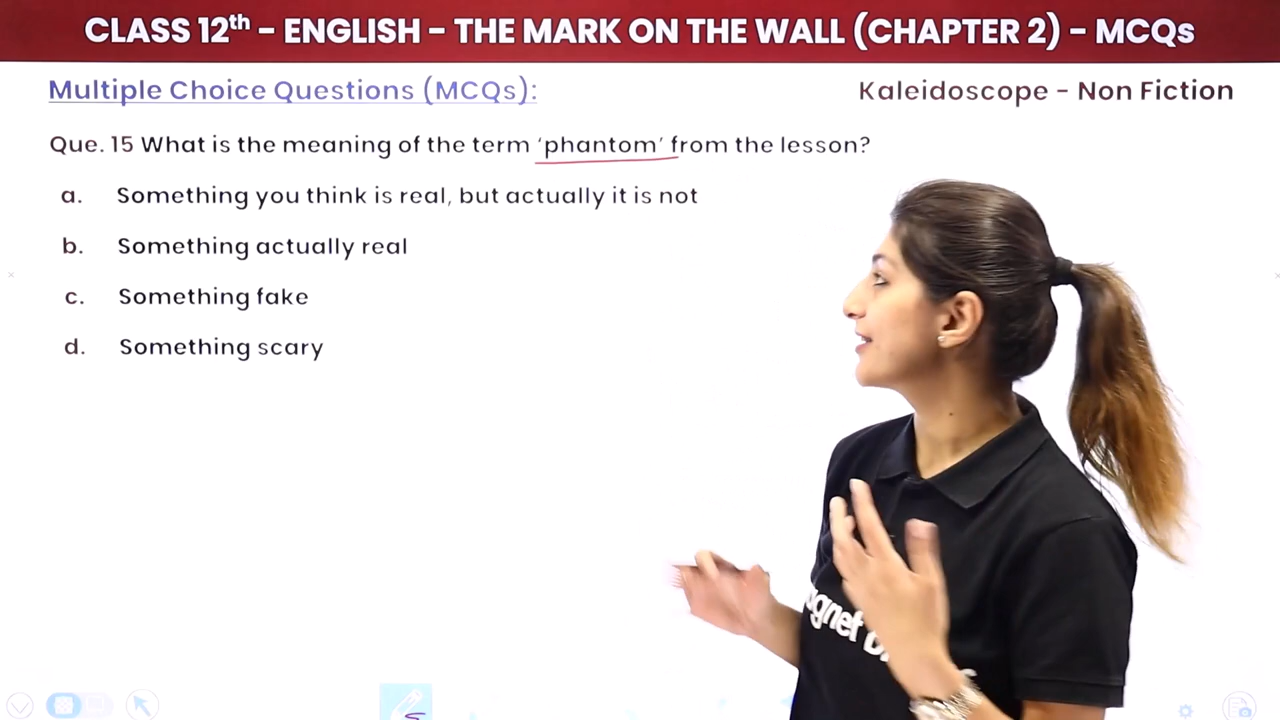 CLASS 12th – ENGLISH – THE MARK ON THE WALL (CHAPTER 2) – MCQs
Multiple Choice Questions (MCQs):
Kaleidoscope - Non Fiction
Que. 15 What is the meaning of the term ‘phantom’ from the lesson?
a. Something you think is real, but actually it is not
b. Something actually real
c. Something fake
d. Something scary